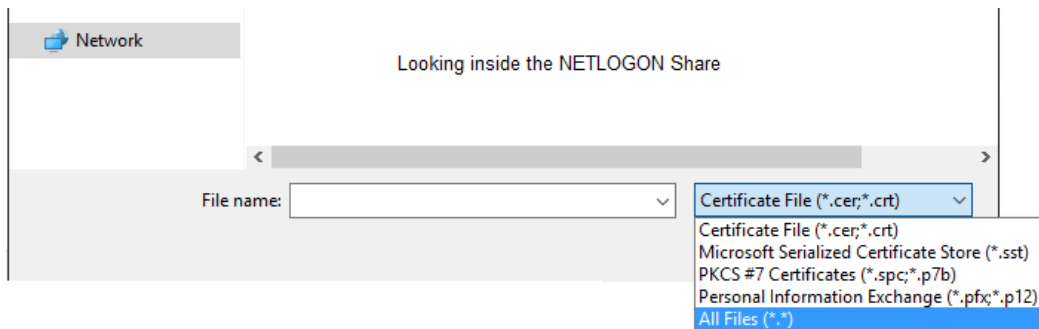 Network
Looking inside the NETLOGON Share
File name:
Certificate File (*.cer;*.crt)
Certificate File (*.cer;*.crt)
Microsoft Serialized Certificate Store (*.sst)
PKCS #7 Certificates (*.spc;*.p7b)
Personal Information Exchange (*.pfx;*.p12)
All Files (*.*)